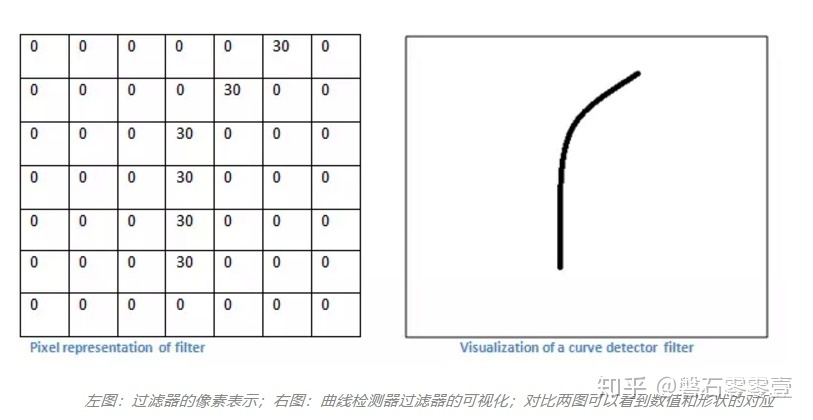 0 0 0 0 0 30 0
0 0 0 0 30 0 0
0 0 0 30 0 0 0
0 0 0 30 0 0 0
0 0 0 30 0 0 0
0 0 0 30 0 0 0
0 0 0 0 0 0 0
Pixel representation of filter
Visualization of a curve detector filter
左图：过滤器的像素表示；右图：曲线检测器过滤器的可视化；对比两图可以看到数值和形状的对应
知乎 @磐石零零壹